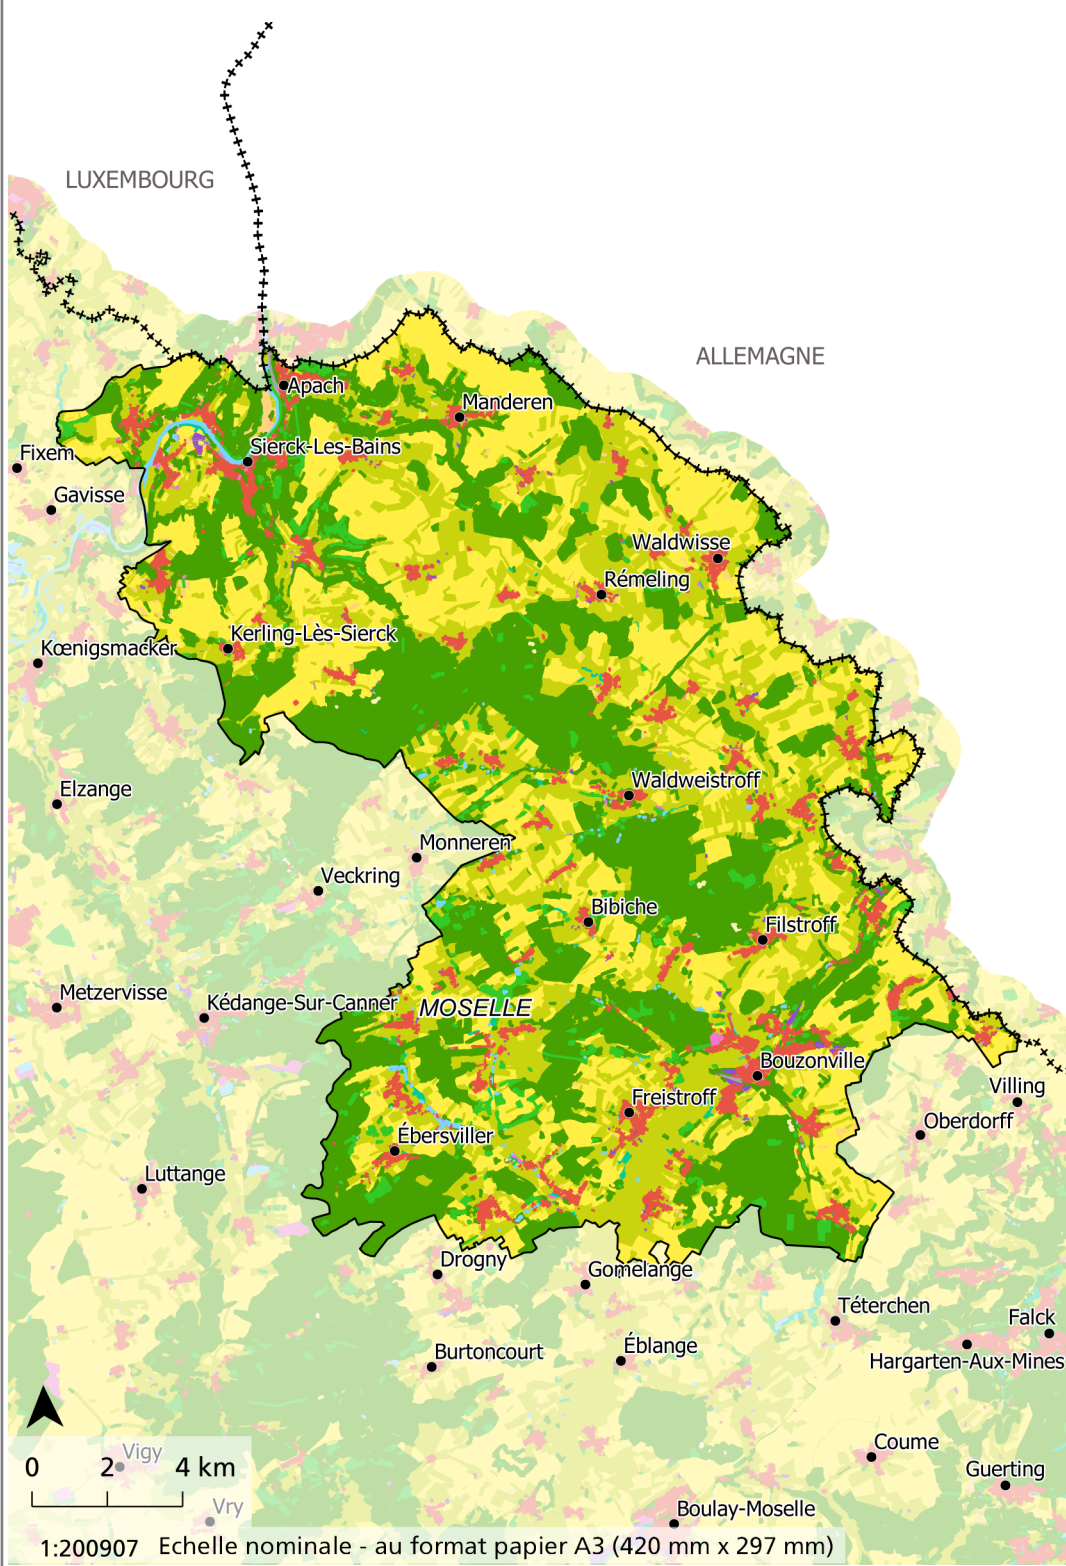 LUXEMBOURG
ALLEMAGNE
Apach
Manderen
Sierck-Les-Bains
Fixem
Gavisse
Waldwisse
Rémeling
Kerling-Lès-Sierck
Kœnigsmacker
Elzange
Waldweistroff
Monneren
Veckring
Bibiche
Filstroff
Metzervisse
Kédange-Sur-Canner
MOSELLE
Bouzonville
Villing
Freistroff
Oberdorff
Ébersviller
Luttange
Drogny
Gomelange
Téterchen
Falck
Éblange
Burtoncourt
Hargarten-Aux-Mines
Coume
Vigy
0 2 4 km
Guerting
Vry
Boulay-Moselle
1:200907 Echelle nominale - au format papier A3 (420 mm x 297 mm)